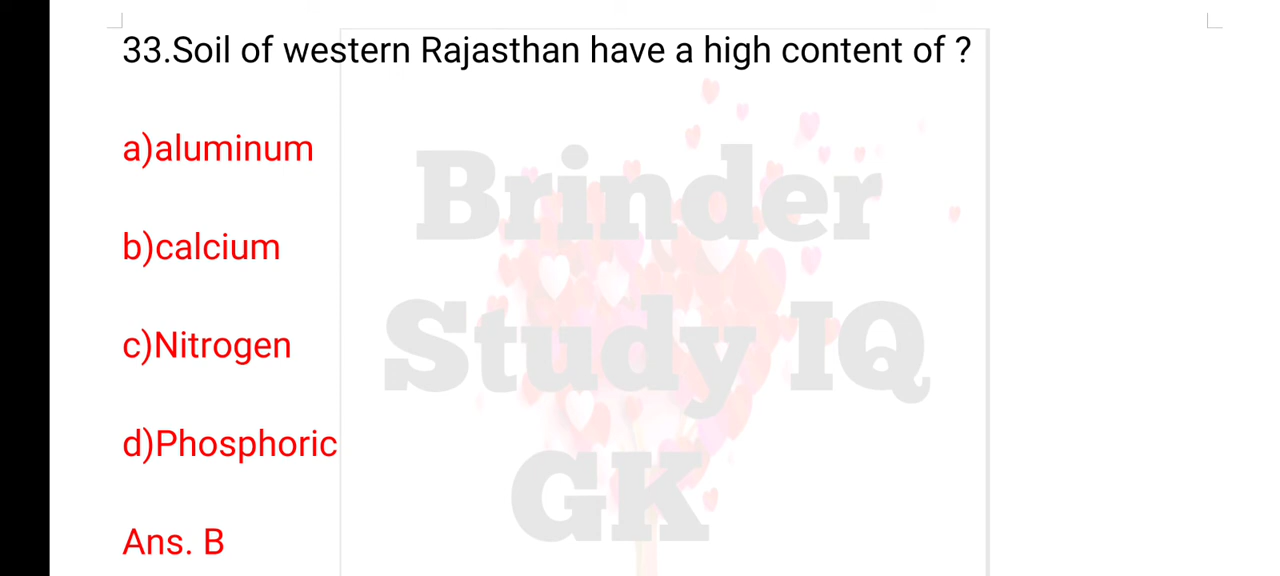 33.Soil of western Rajasthan have a high content of ?
a)aluminum
b)calcium
c)Nitrogen
d)Phosphoric
Ans. B
Brinder
Study IQ
GK